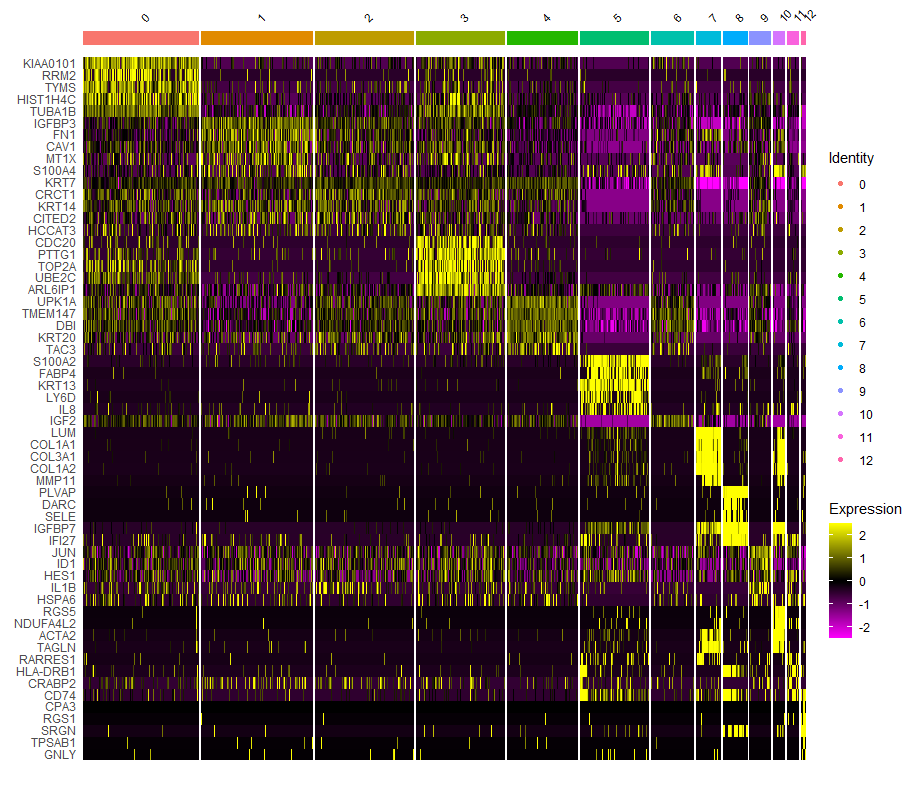 0 1 2 3 4 5 6 7 8 9 10 11 12
KIAA0101
RRM2
TYMS
HIST1H4C
TUBA1B
IGFBP3
FN1
CAV1
MT1X
S100A4
KRT7
CRCT1
KRT14
CITED2
HCCAT3
CDC20
PTTG1
TOP2A
UBE2C
ARL6IP1
UPK1A
TMEM147
DBI
KRT20
TAC3
S100A2
FABP4
KRT13
LY6D
IL8
IGF2
LUM
COL1A1
COL3A1
COL1A2
MMP11
PLVAP
DARC
SELE
IGFBP7
IFI27
JUN
ID1
HES1
IL1B
HSPA6
RGS5
NDUFA4L2
ACTA2
TAGLN
RARRES1
HLA-DRB1
CRABP2
CD74
CPA3
RGS1
SRGN
TPSAB1
GNLY
Identity
0
1
2
3
4
5
6
7
8
9
10
11
12
Expression
2
1
0
-1
-2